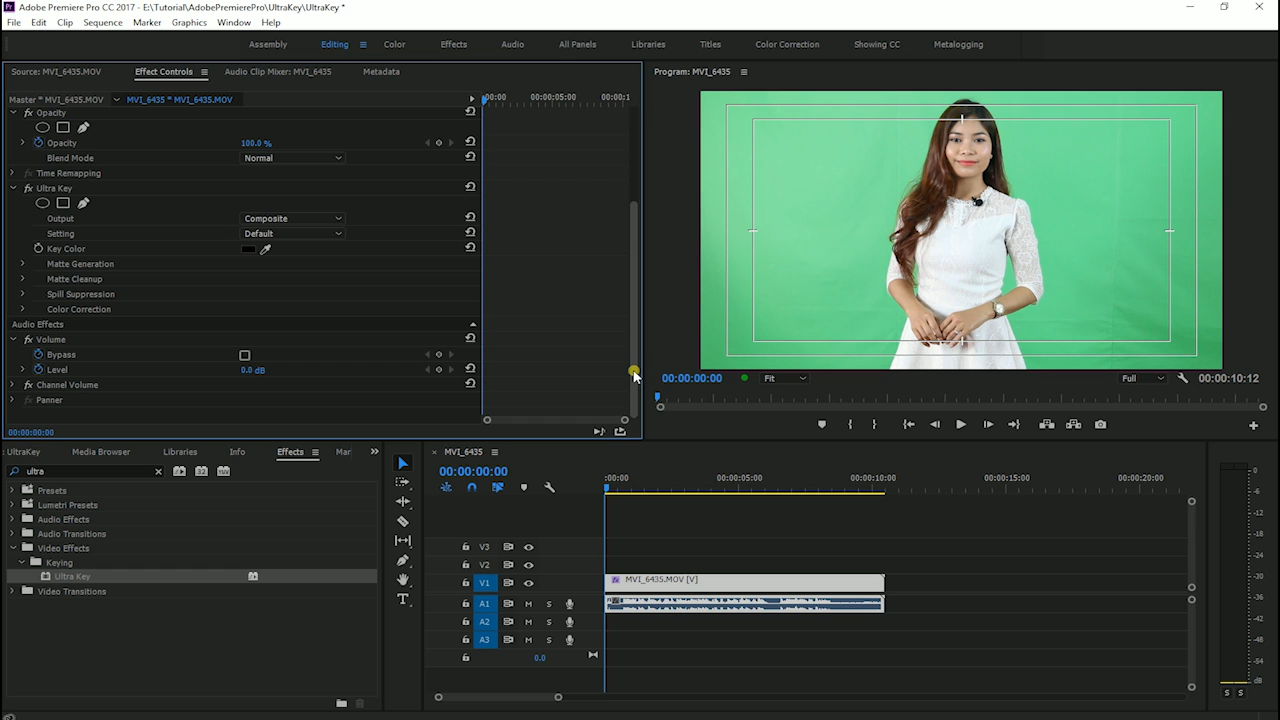 Adobe Premiere Pro CC 2017 - E:\Tutorial\AdobePremierePro\UltraKey\UltraKey *
File Edit Clip Sequence Marker Graphics Window Help
Assembly Editing Color Effects Audio All Panels Libraries Titles Color Correction Showing CC Metalogging
Source: MVI_6435.MOV Effect Controls Audio Clip Mixer: MVI_6435 Metadata
Program: MVI_6435
Master * MVI_6435.MOV MVI_6435 * MVI_6435.MOV
:00:00 00:00:05:00 00:00:1
fx Opacity
Opacity 100.0 %
Blend Mode Normal
fx Time Remapping
fx Ultra Key
Output Composite
Setting Default
Key Color
Matte Generation
Matte Cleanup
Spill Suppression
Color Correction
Audio Effects
fx Volume
Bypass
Level 0.0 dB
fx Channel Volume
fx Panner
00:00:00:00
00:00:00:00 Fit Full 00:00:10:12
UltraKey Media Browser Libraries Info Effects Mar
ultra
Presets
Lumetri Presets
Audio Effects
Audio Transitions
Video Effects
Keying
Ultra Key
Video Transitions
MVI_6435
00:00:00:00
:00:00 00:00:05:00 00:00:10:00 00:00:15:00 00:00:20:00
V3
V2
V1 fx MVI_6435.MOV [V]
A1 M S
A2 M S
A3 M S
0.0
0
-6
-12
-18
-24
-30
-36
-42
-48
-54
dB
S S